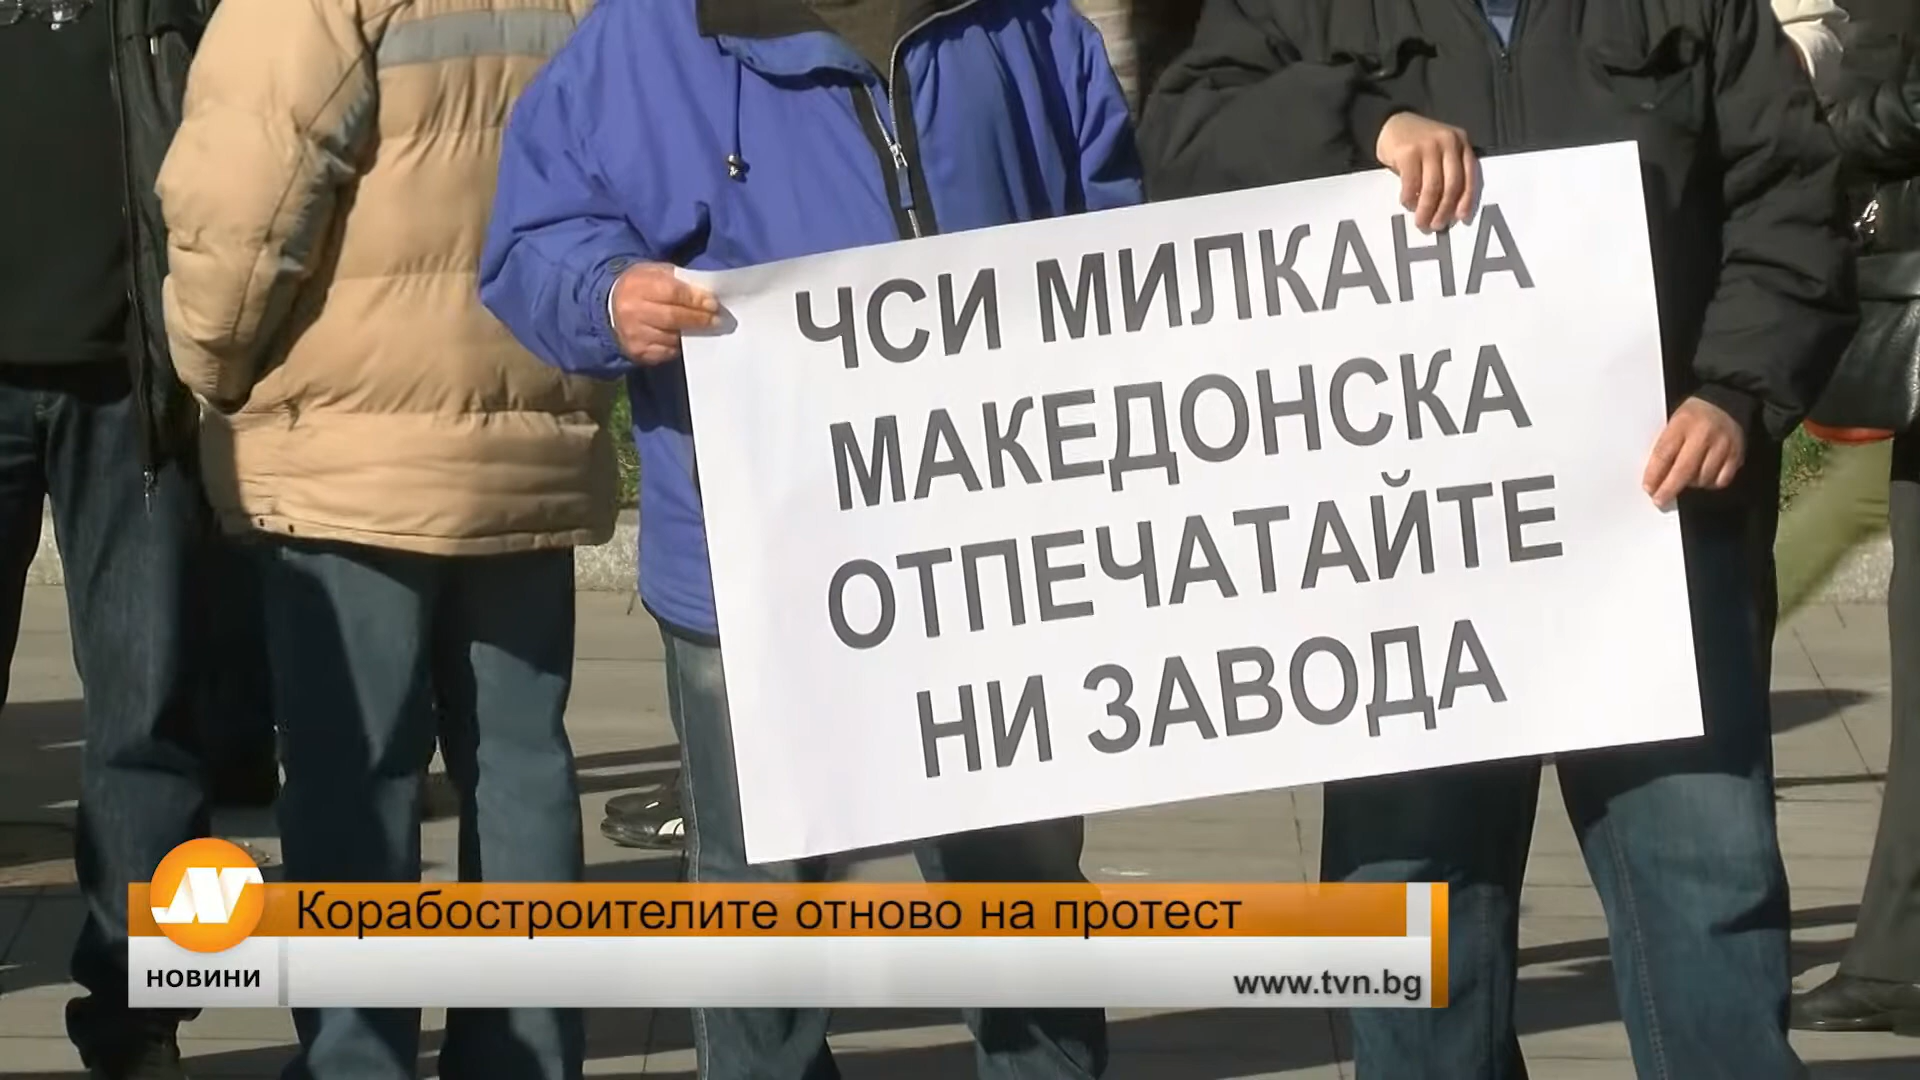 ЧСИ МИЛКАНА
МАКЕДОНСКА
ОТПЕЧАТАЙТЕ
НИ ЗАВОДА
Корабостроителите отново на протест
НОВИНИ
www.tvn.bg